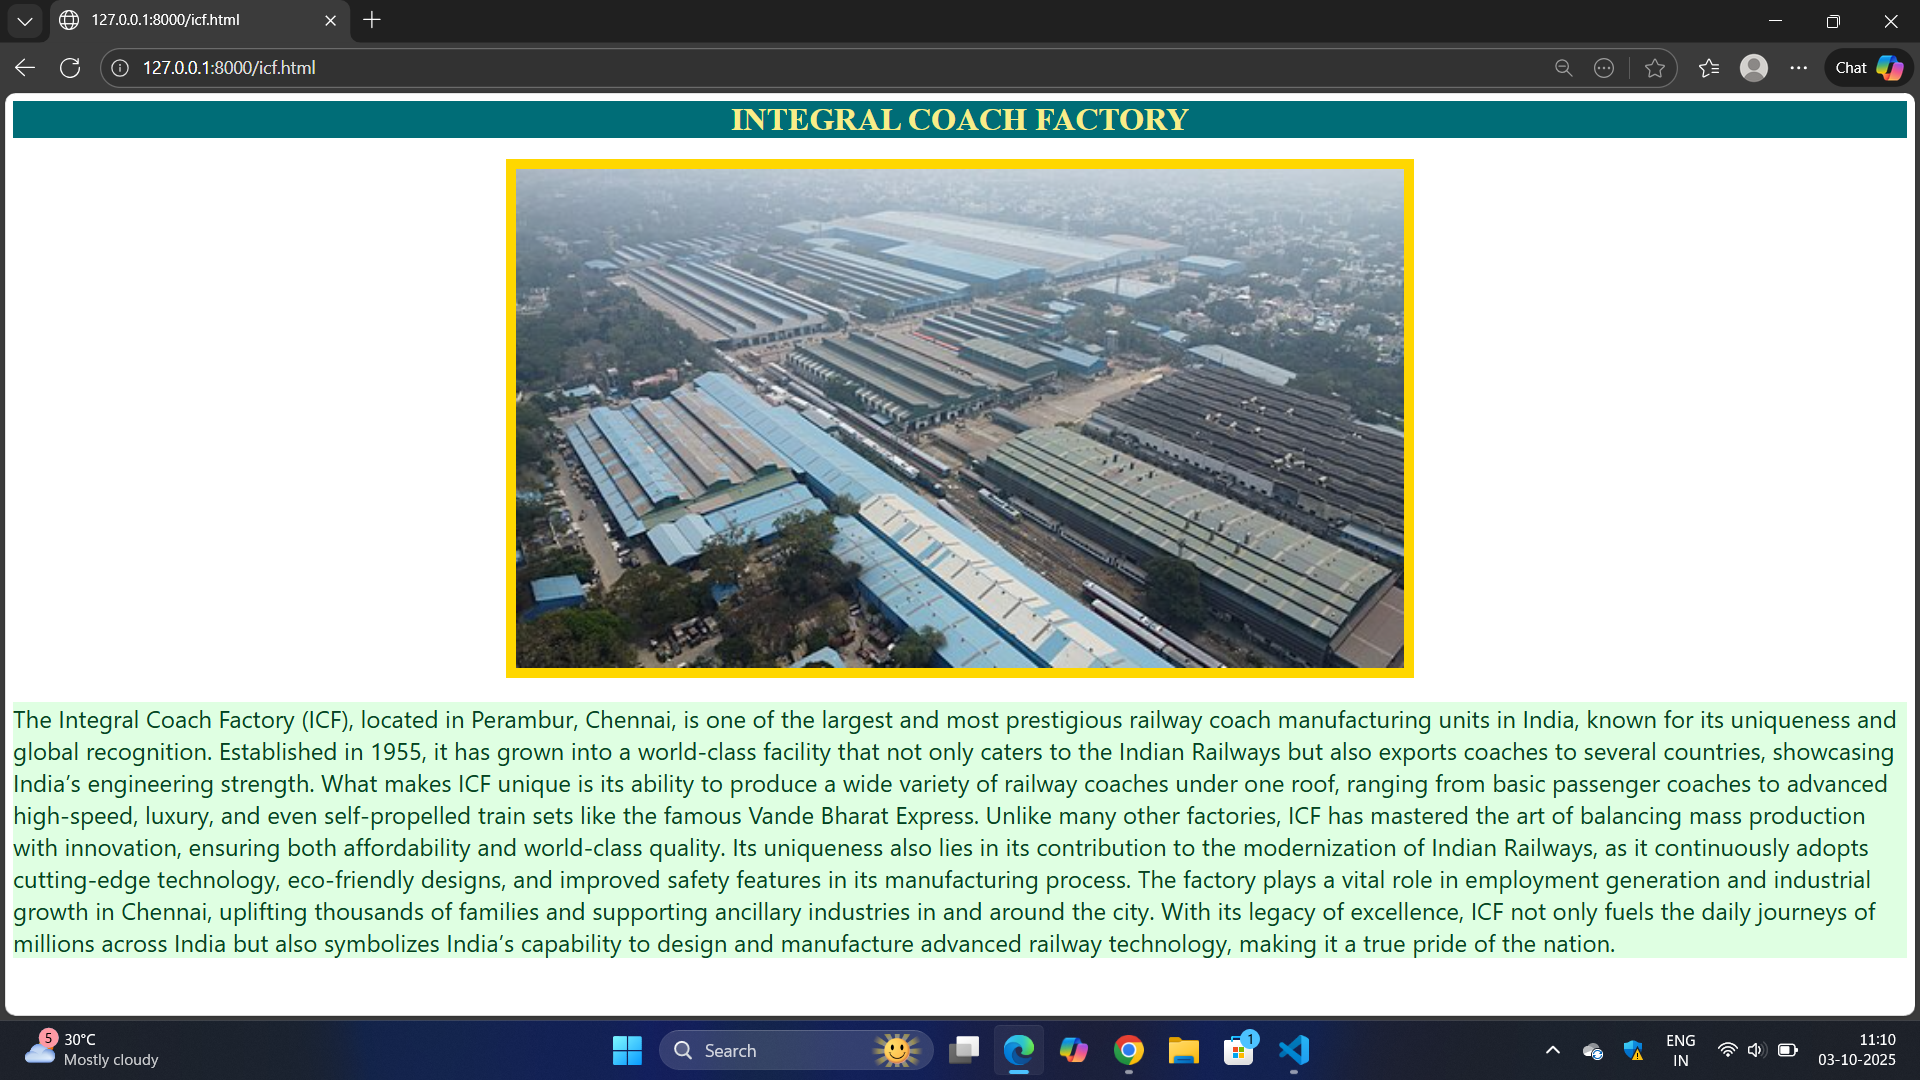 127.0.0.1:8000/icf.html
127.0.0.1:8000/icf.html
Chat
INTEGRAL COACH FACTORY
The Integral Coach Factory (ICF), located in Perambur, Chennai, is one of the largest and most prestigious railway coach manufacturing units in India, known for its uniqueness and
global recognition. Established in 1955, it has grown into a world-class facility that not only caters to the Indian Railways but also exports coaches to several countries, showcasing
India’s engineering strength. What makes ICF unique is its ability to produce a wide variety of railway coaches under one roof, ranging from basic passenger coaches to advanced
high-speed, luxury, and even self-propelled train sets like the famous Vande Bharat Express. Unlike many other factories, ICF has mastered the art of balancing mass production
with innovation, ensuring both affordability and world-class quality. Its uniqueness also lies in its contribution to the modernization of Indian Railways, as it continuously adopts
cutting-edge technology, eco-friendly designs, and improved safety features in its manufacturing process. The factory plays a vital role in employment generation and industrial
growth in Chennai, uplifting thousands of families and supporting ancillary industries in and around the city. With its legacy of excellence, ICF not only fuels the daily journeys of
millions across India but also symbolizes India’s capability to design and manufacture advanced railway technology, making it a true pride of the nation.
5
30°C
Mostly cloudy
Search
1
ENG
IN
11:10
03-10-2025